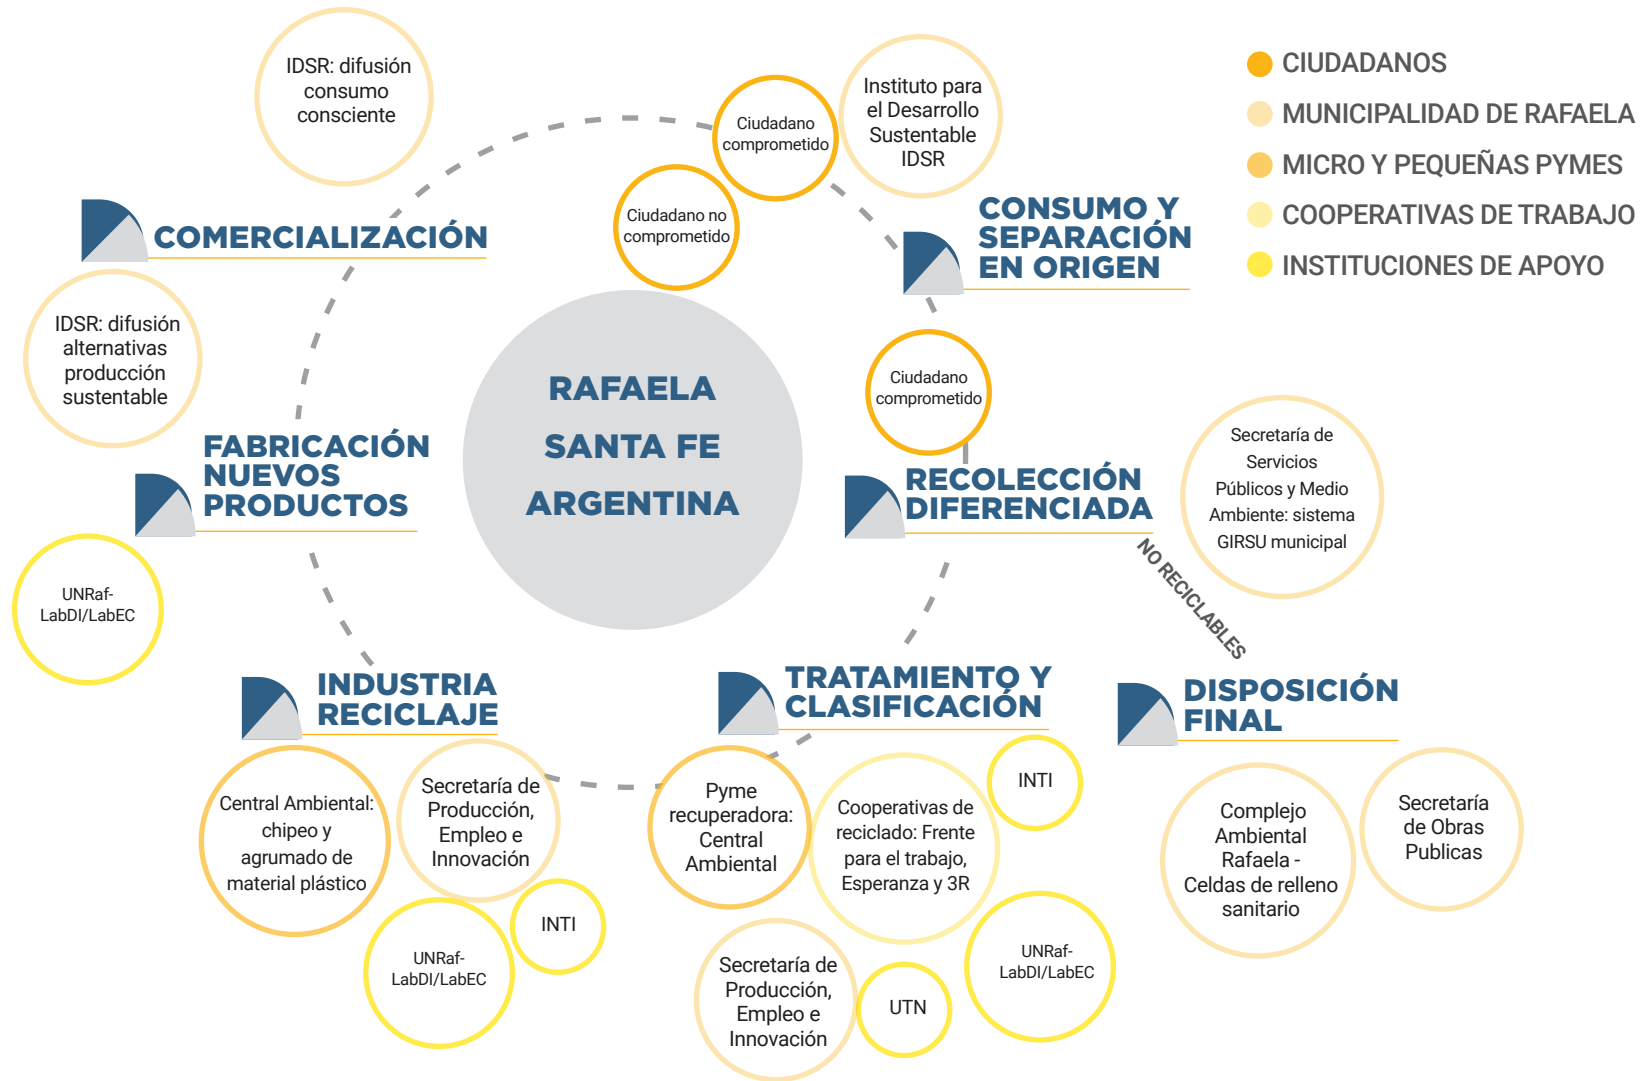 IDSR: difusión
consumo
consciente
Ciudadano
comprometido
Instituto para
el Desarrollo
Sustentable
IDSR
CIUDADANOS
MUNICIPALIDAD DE RAFAELA
MICRO Y PEQUEÑAS PYMES
COOPERATIVAS DE TRABAJO
INSTITUCIONES DE APOYO
Ciudadano no
comprometido
COMERCIALIZACIÓN
CONSUMO Y
SEPARACIÓN
EN ORIGEN
IDSR: difusión
alternativas
producción
sustentable
RAFAELA
SANTA FE
ARGENTINA
Ciudadano
comprometido
FABRICACIÓN
NUEVOS
PRODUCTOS
RECOLECCIÓN
DIFERENCIADA
Secretaría de
Servicios
Públicos y Medio
Ambiente: sistema
GIRSU municipal
NO RECICLABLES
UNRaf-
LabDI/LabEC
INDUSTRIA
RECICLAJE
TRATAMIENTO Y
CLASIFICACIÓN
DISPOSICIÓN
FINAL
Central Ambiental:
chipeo y
agrumado de
material plástico
Secretaría de
Producción,
Empleo e
Innovación
INTI
UNRaf-
LabDI/LabEC
Pyme
recuperadora:
Central
Ambiental
Cooperativas de
reciclado: Frente
para el trabajo,
Esperanza y 3R
INTI
Secretaría de
Producción,
Empleo e
Innovación
UTN
UNRaf-
LabDI/LabEC
Complejo
Ambiental
Rafaela -
Celdas de relleno
sanitario
Secretaría
de Obras
Publicas